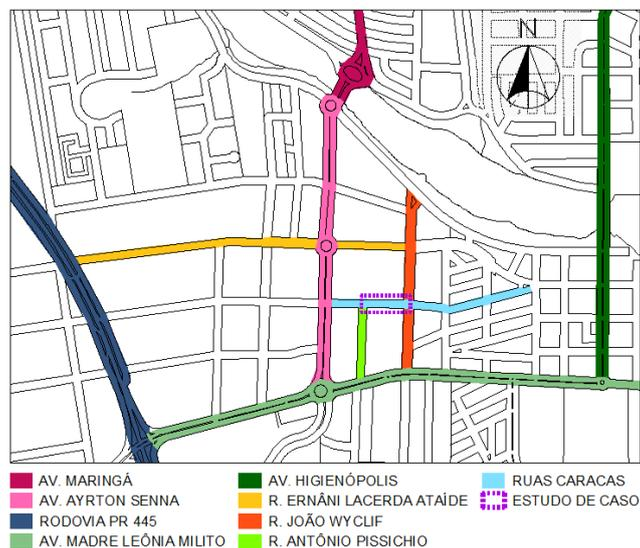 N
AV. MARINGÁ
AV. AYRTON SENNA
RODOVIA PR 445
AV. MADRE LEÔNIA MILITO
AV. HIGIENÓPOLIS
R. ERNÂNI LACERDA ATAÍDE
R. JOÃO WYCLIF
R. ANTÔNIO PISSICHIO
RUAS CARACAS
ESTUDO DE CASO